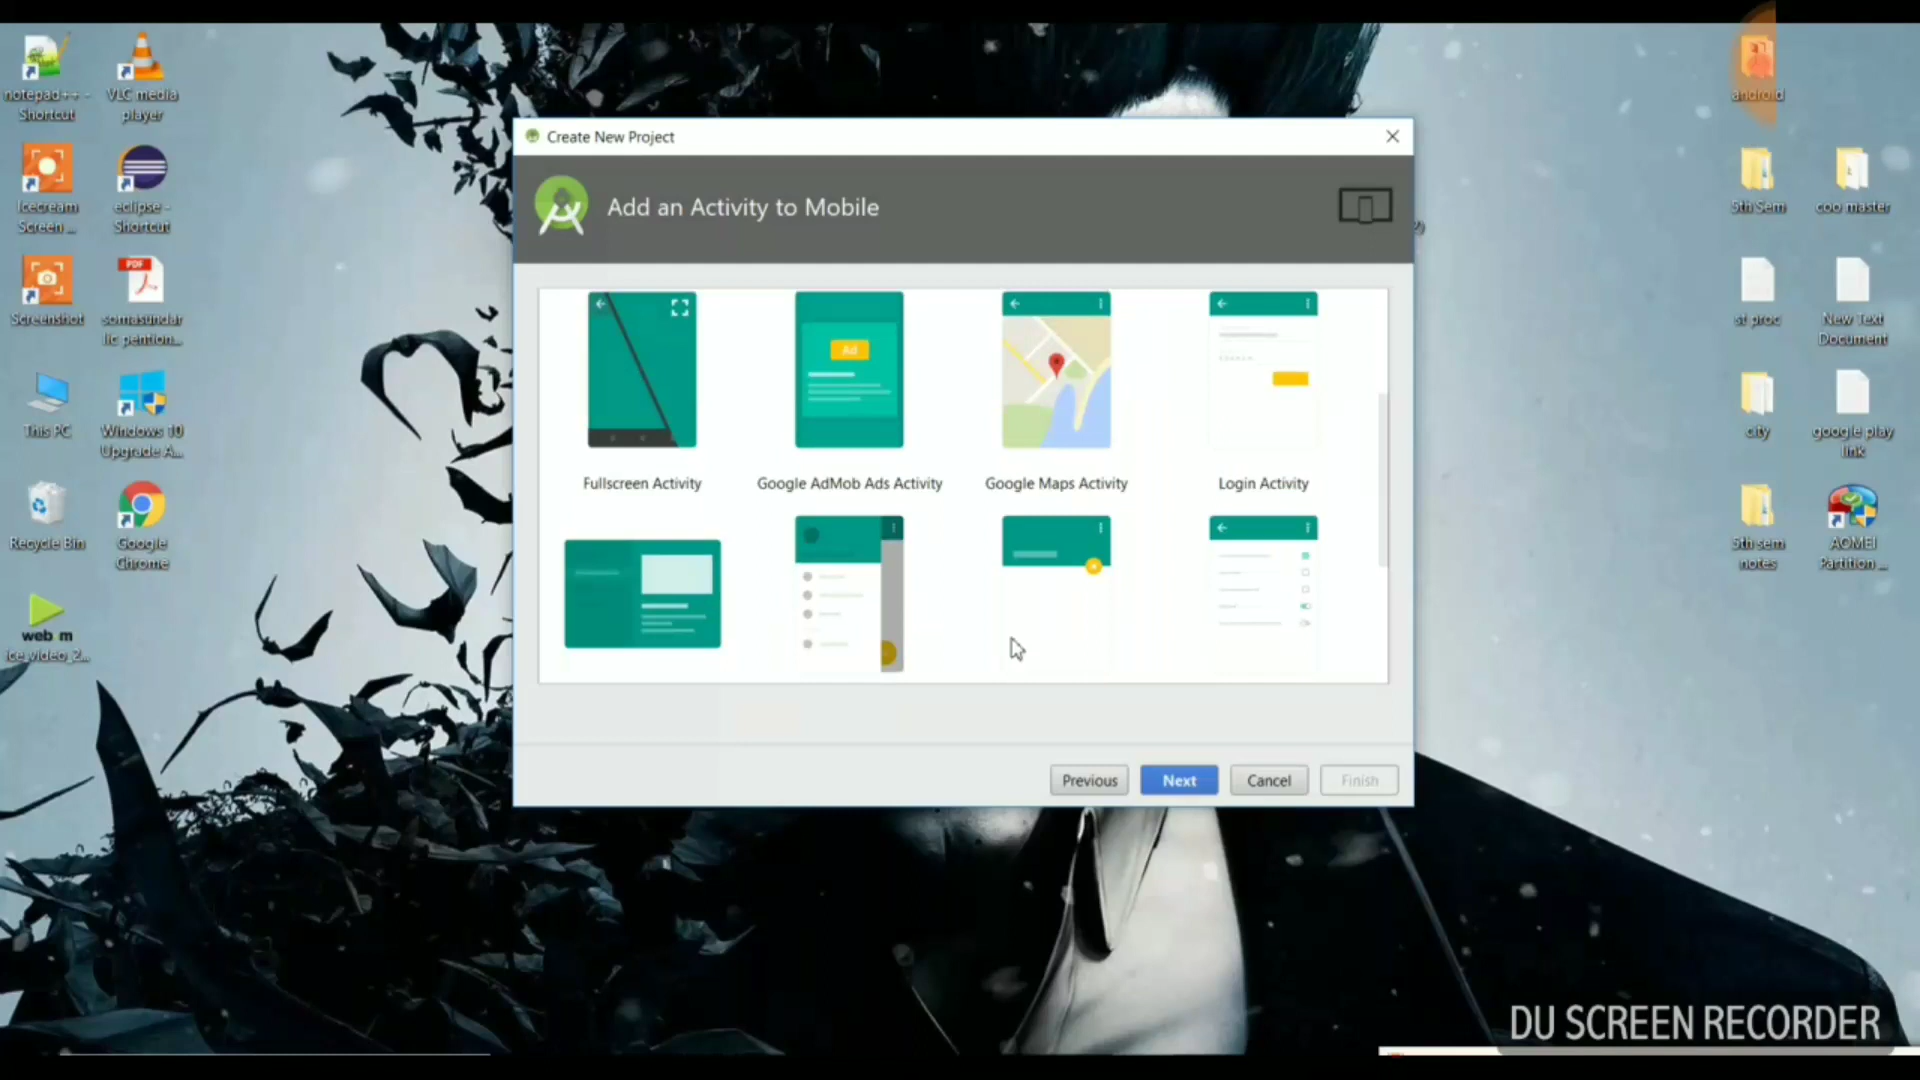 notepad++ -
Shortcut
VLC media
player
Icecream
Screen ...
eclipse -
Shortcut
Screenshot
PDF
somasundar
lic pention...
This PC
Windows 10
Upgrade A...
Recycle Bin
Google
Chrome
web m
ice video_2...
Create New Project
Add an Activity to Mobile
Ad
Fullscreen Activity
Google AdMob Ads Activity
Google Maps Activity
Login Activity
Previous
Next
Cancel
Finish
android
5th Sem
coo master
st proc
New Text
Document
city
google play
link
5th sem
notes
AOMEI
Partition ...
DU SCREEN RECORDER